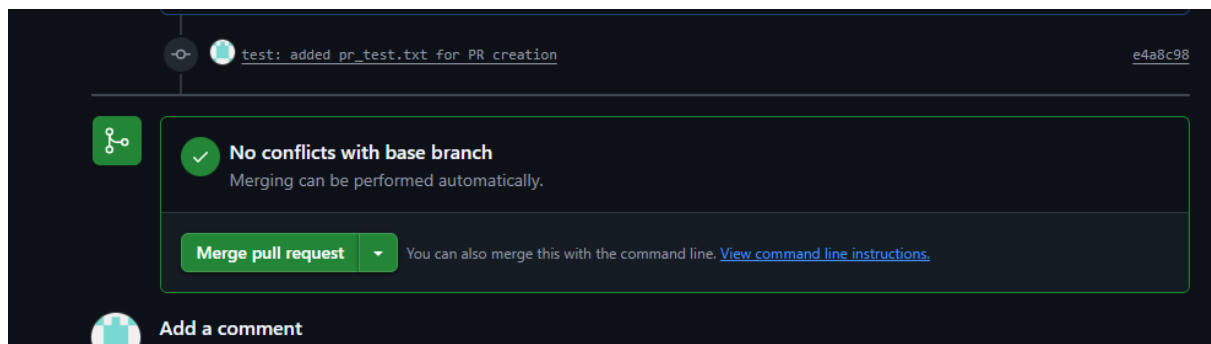 test: added pr_test.txt for PR creation e4a8c98
No conflicts with base branch
Merging can be performed automatically.
Merge pull request You can also merge this with the command line. View command line instructions.
Add a comment